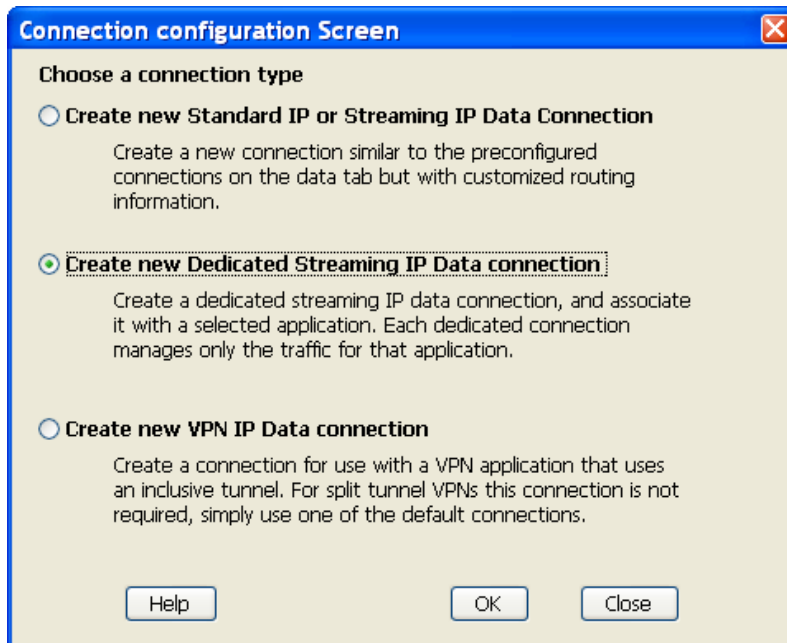 Connection configuration Screen
Choose a connection type
Create new Standard IP or Streaming IP Data Connection
Create a new connection similar to the preconfigured
connections on the data tab but with customized routing
information.
Create new Dedicated Streaming IP Data connection
Create a dedicated streaming IP data connection, and associate
it with a selected application. Each dedicated connection
manages only the traffic for that application.
Create new VPN IP Data connection
Create a connection for use with a VPN application that uses
an inclusive tunnel. For split tunnel VPNs this connection is not
required, simply use one of the default connections.
Help OK Close